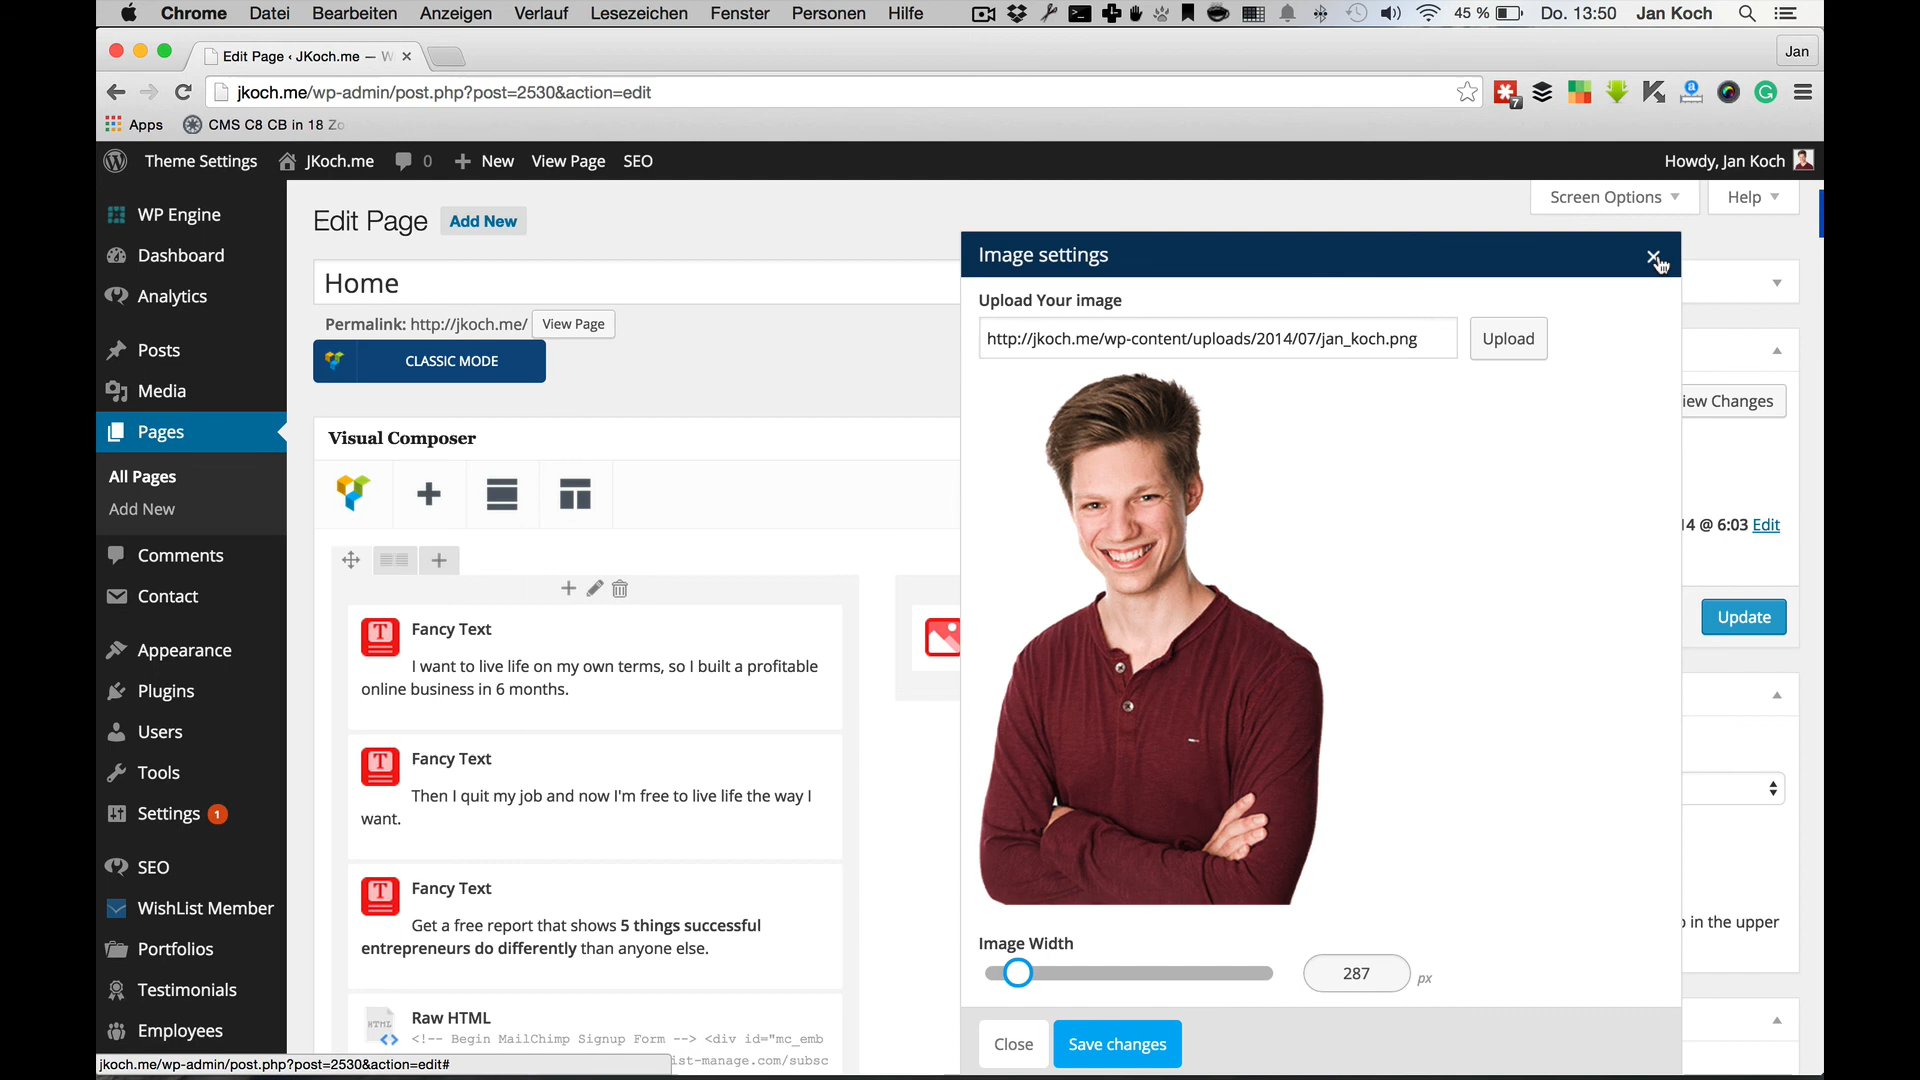 Chrome Datei Bearbeiten Anzeigen Verlauf Lesezeichen Fenster Personen Hilfe 45 % Do. 13:50 Jan Koch
Edit Page ‹ JKoch.me — W Jan
jkoch.me/wp-admin/post.php?post=2530&action=edit 7
Apps CMS C8 CB in 18
Theme Settings JKoch.me 0 New View Page SEO Howdy, Jan Koch
Screen Options Help
WP Engine
Dashboard
Analytics
Posts
Media
Pages
All Pages
Add New
Comments
Contact
Appearance
Plugins
Users
Tools
Settings 1
SEO
WishList Member
Portfolios
Testimonials
Employees
Edit Page Add New
Home
Permalink: http://jkoch.me/ View Page
CLASSIC MODE
Visual Composer
Fancy Text
I want to live life on my own terms, so I built a profitable
online business in 6 months.
Fancy Text
Then I quit my job and now I'm free to live life the way I
want.
Fancy Text
Get a free report that shows 5 things successful
entrepreneurs do differently than anyone else.
Raw HTML
HTML
<!-- Begin MailChimp Signup Form --> <div id="mc_emb
ist-manage.com/subsc
Image settings
Upload Your image
http://jkoch.me/wp-content/uploads/2014/07/jan_koch.png Upload
Image Width
287 px
Close Save changes
iew Changes
14 @ 6:03 Edit
Update
in the upper
jkoch.me/wp-admin/post.php?post=2530&action=edit#